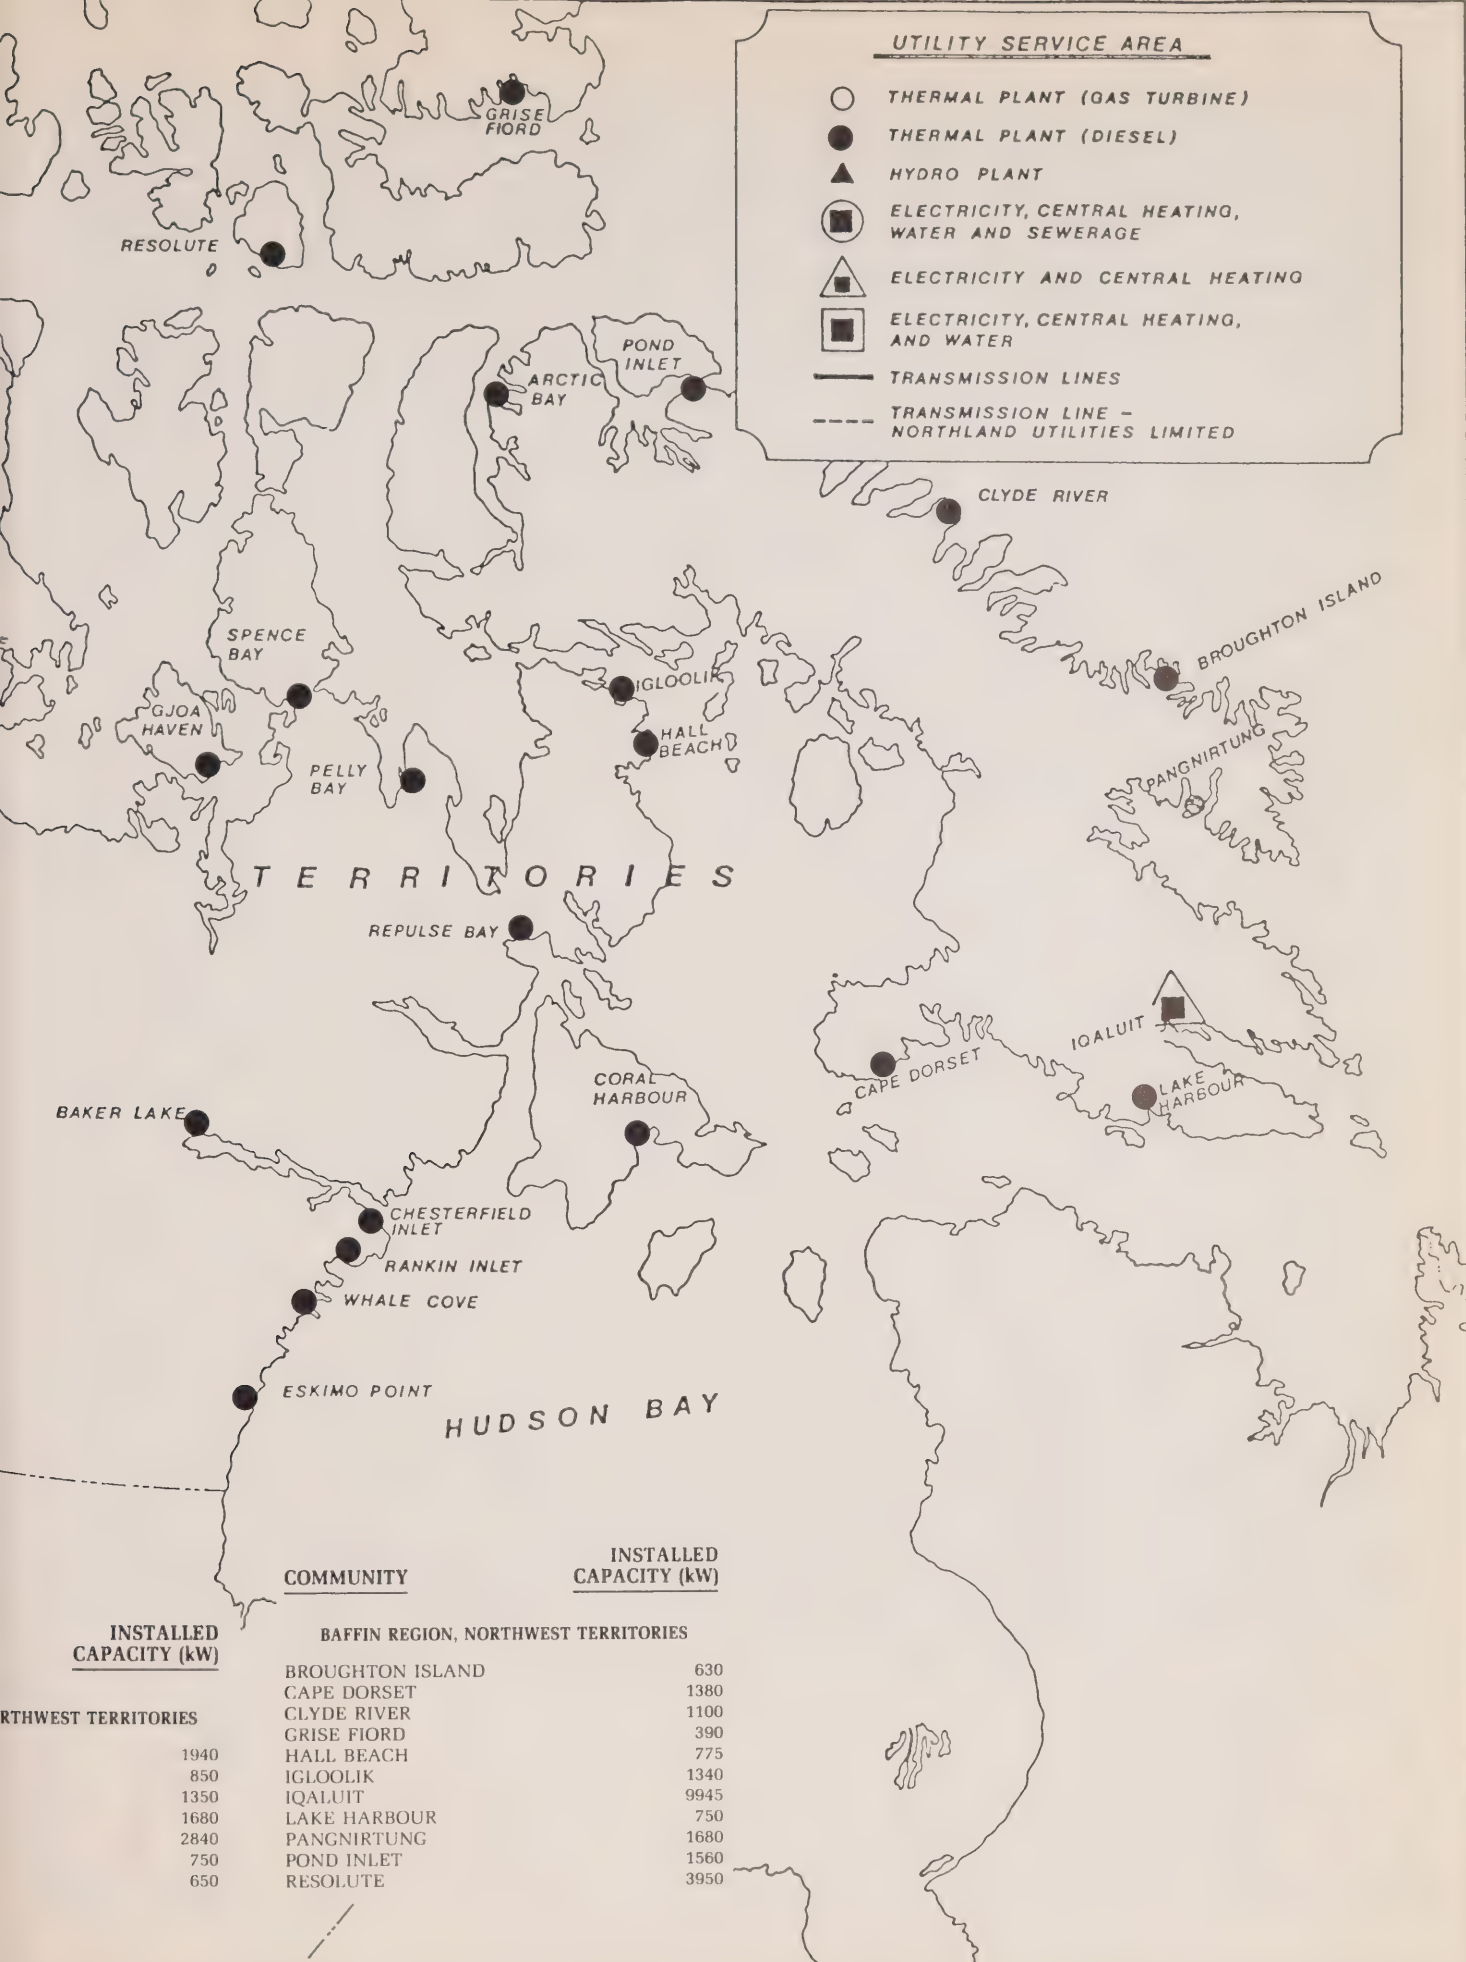 UTILITY SERVICE AREA
THERMAL PLANT (GAS TURBINE)
THERMAL PLANT (DIESEL)
HYDRO PLANT
ELECTRICITY, CENTRAL HEATING,
WATER AND SEWERAGE
ELECTRICITY AND CENTRAL HEATING
ELECTRICITY, CENTRAL HEATING,
AND WATER
TRANSMISSION LINES
TRANSMISSION LINE –
NORTHLAND UTILITIES LIMITED
GRISE
FIORD
RESOLUTE
POND
INLET
ARCTIC
BAY
CLYDE RIVER
BROUGHTON ISLAND
SPENCE
BAY
IGLOOLIK
GJOA
HAVEN
HALL
BEACH
PELLY
BAY
PANGNIRTUNG
TERRITORIES
REPULSE BAY
IQALUIT
CAPE DORSET
LAKE
HARBOUR
CORAL
HARBOUR
BAKER LAKE
CHESTERFIELD
INLET
RANKIN INLET
WHALE COVE
ESKIMO POINT
HUDSON BAY
INSTALLED
CAPACITY (kW)
RTHWEST TERRITORIES
1940
850
1350
1680
2840
750
650
COMMUNITY
INSTALLED
CAPACITY (kW)
BAFFIN REGION, NORTHWEST TERRITORIES
BROUGHTON ISLAND 630
CAPE DORSET 1380
CLYDE RIVER 1100
GRISE FIORD 390
HALL BEACH 775
IGLOOLIK 1340
IQALUIT 9945
LAKE HARBOUR 750
PANGNIRTUNG 1680
POND INLET 1560
RESOLUTE 3950